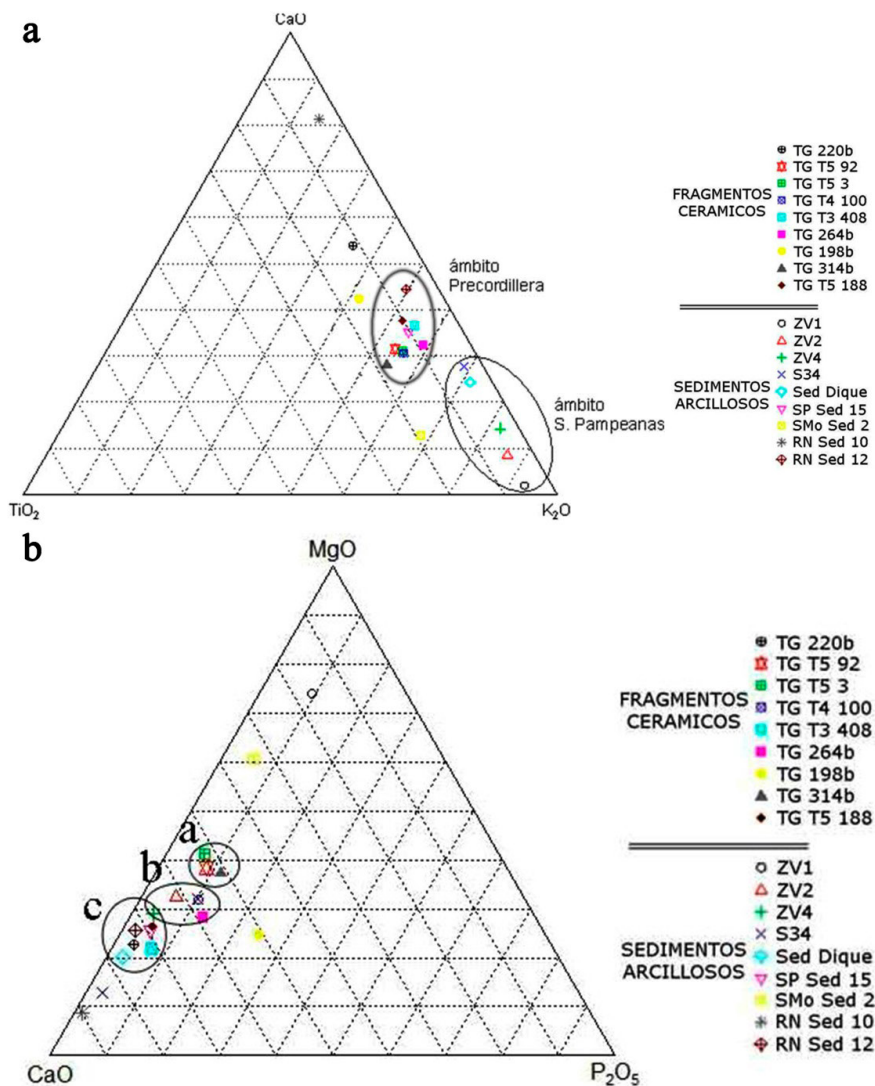 a
CaO
TiO₂
K₂O
ámbito
Precordillera
ámbito
S. Pampeanas
FRAGMENTOS
CERAMICOS
TG 220b
TG T5 92
TG T5 3
TG T4 100
TG T3 408
TG 264b
TG 198b
TG 314b
TG T5 188
SEDIMENTOS
ARCILLOSOS
ZV1
ZV2
ZV4
S34
Sed Dique
SP Sed 15
SMo Sed 2
RN Sed 10
RN Sed 12
b
MgO
CaO
P₂O₅
a
b
c
FRAGMENTOS
CERAMICOS
TG 220b
TG T5 92
TG T5 3
TG T4 100
TG T3 408
TG 264b
TG 198b
TG 314b
TG T5 188
SEDIMENTOS
ARCILLOSOS
ZV1
ZV2
ZV4
S34
Sed Dique
SP Sed 15
SMo Sed 2
RN Sed 10
RN Sed 12